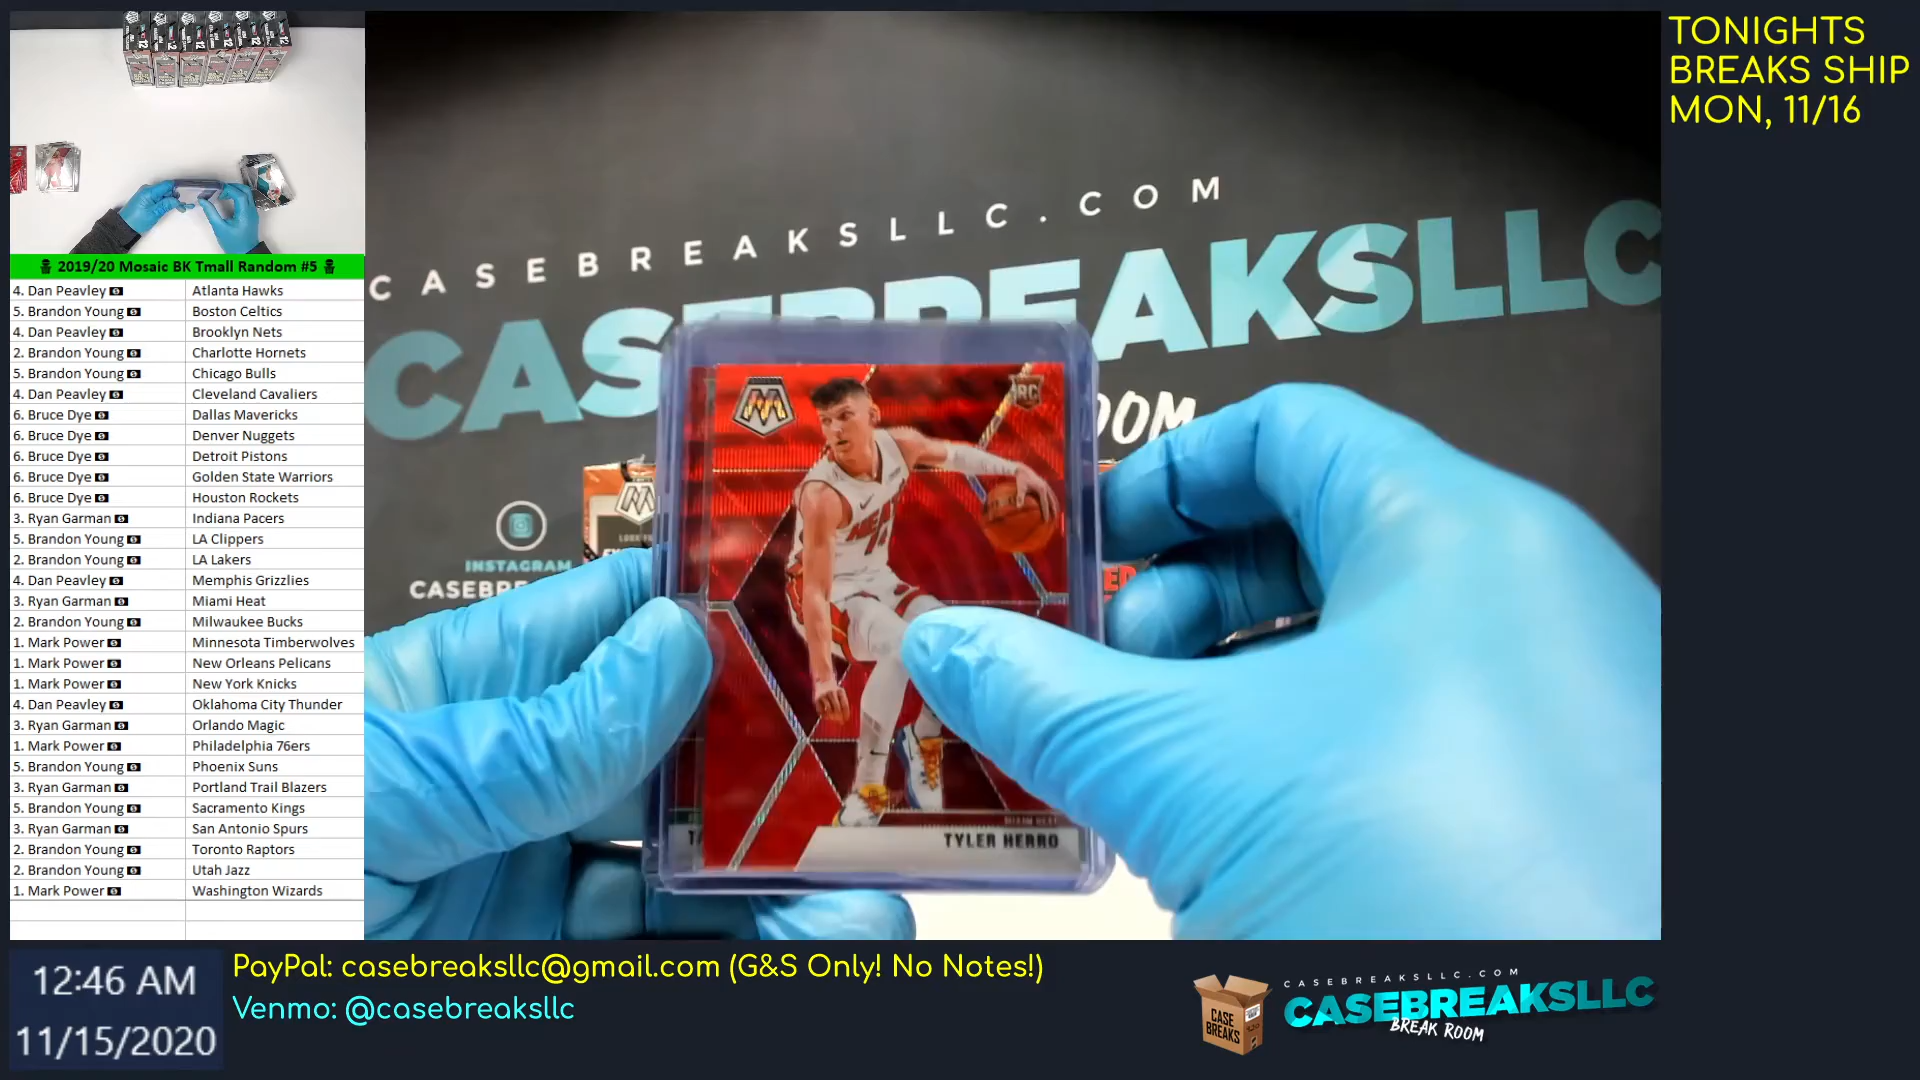 TONIGHTS
BREAKS SHIP
MON, 11/16
2019/20 Mosaic BK Tmall Random #5
4. Dan Peavley Atlanta Hawks
5. Brandon Young Boston Celtics
4. Dan Peavley Brooklyn Nets
2. Brandon Young Charlotte Hornets
5. Brandon Young Chicago Bulls
4. Dan Peavley Cleveland Cavaliers
6. Bruce Dye Dallas Mavericks
6. Bruce Dye Denver Nuggets
6. Bruce Dye Detroit Pistons
6. Bruce Dye Golden State Warriors
6. Bruce Dye Houston Rockets
3. Ryan Garman Indiana Pacers
5. Brandon Young LA Clippers
2. Brandon Young LA Lakers
4. Dan Peavley Memphis Grizzlies
3. Ryan Garman Miami Heat
2. Brandon Young Milwaukee Bucks
1. Mark Power Minnesota Timberwolves
1. Mark Power New Orleans Pelicans
1. Mark Power New York Knicks
4. Dan Peavley Oklahoma City Thunder
3. Ryan Garman Orlando Magic
1. Mark Power Philadelphia 76ers
5. Brandon Young Phoenix Suns
3. Ryan Garman Portland Trail Blazers
5. Brandon Young Sacramento Kings
3. Ryan Garman San Antonio Spurs
2. Brandon Young Toronto Raptors
2. Brandon Young Utah Jazz
1. Mark Power Washington Wizards
CASEBREAKSLLC.COM
CASEBREAKSLLC
OOM
INSTAGRAM
CASEBRE
M
RC
HEAT
MIAMI HEAT
TYLER HERRO
12:46 AM
11/15/2020
PayPal: casebreaksllc@gmail.com (G&S Only! No Notes!)
Venmo: @casebreaksllc
CASE
BREAKS
CASEBREAKSLLC.COM
CASEBREAKSLLC
BREAK ROOM